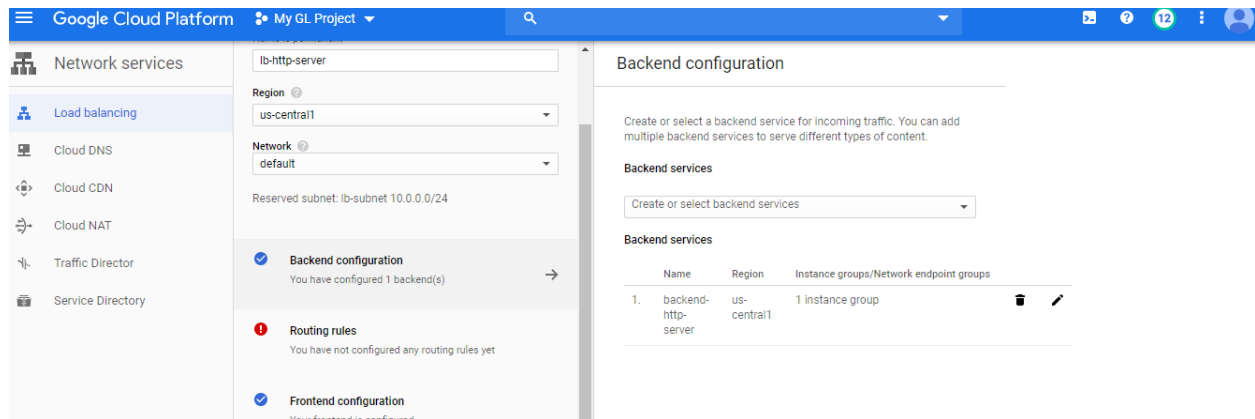 Google Cloud Platform
My GL Project
12
Network services
Load balancing
Cloud DNS
Cloud CDN
Cloud NAT
Traffic Director
Service Directory
lb-http-server
Region
us-central1
Network
default
Reserved subnet: lb-subnet 10.0.0.0/24
Backend configuration
You have configured 1 backend(s)
Routing rules
You have not configured any routing rules yet
Frontend configuration
Backend configuration
Create or select a backend service for incoming traffic. You can add
multiple backend services to serve different types of content.
Backend services
Create or select backend services
Backend services
Name Region Instance groups/Network endpoint groups
1. backend- us- 1 instance group
http- central1
server